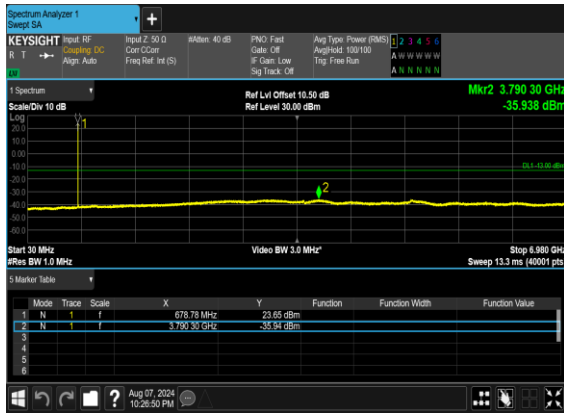 Spectrum Analyzer 1
Swept SA
+
KEYSIGHT Input: RF Input Z: 50 Ω #Atten: 40 dB PNO: Fast Avg Type: Power (RMS) 1 2 3 4 5 6
R T Coupling: DC Corr CCorr Gate: Off Avg|Hold: 100/100 A W W W W W
Align: Auto Freq Ref: Int (S) IF Gain: Low Trig: Free Run
LW Sig Track: Off A N N N N N
1 Spectrum Ref Lvl Offset 10.50 dB Mkr2 3.790 30 GHz
Scale/Div 10 dB Ref Level 30.00 dBm -35.938 dBm
Log
20.0 1
10.0
0.00
-10.0 DL1 -13.00 dBm
-20.0
-30.0 2
-40.0
-50.0
-60.0
Start 30 MHz Video BW 3.0 MHz* Stop 6.980 GHz
#Res BW 1.0 MHz Sweep 13.3 ms (40001 pts
5 Marker Table
Mode Trace Scale X Y Function Function Width Function Value
1 N 1 f 678.78 MHz 23.65 dBm
2 N 1 f 3.790 30 GHz -35.94 dBm
3
4
5
6
? Aug 07, 2024
10:26:50 PM